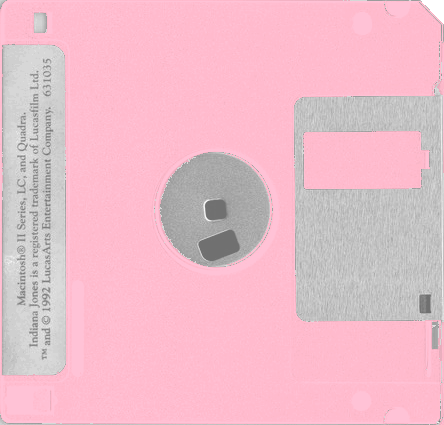 Macintosh® II Series, LC, and Quadra.
Indiana Jones is a registered trademark of Lucasfilm Ltd.
™ and © 1992 LucasArts Entertainment Company. 631035